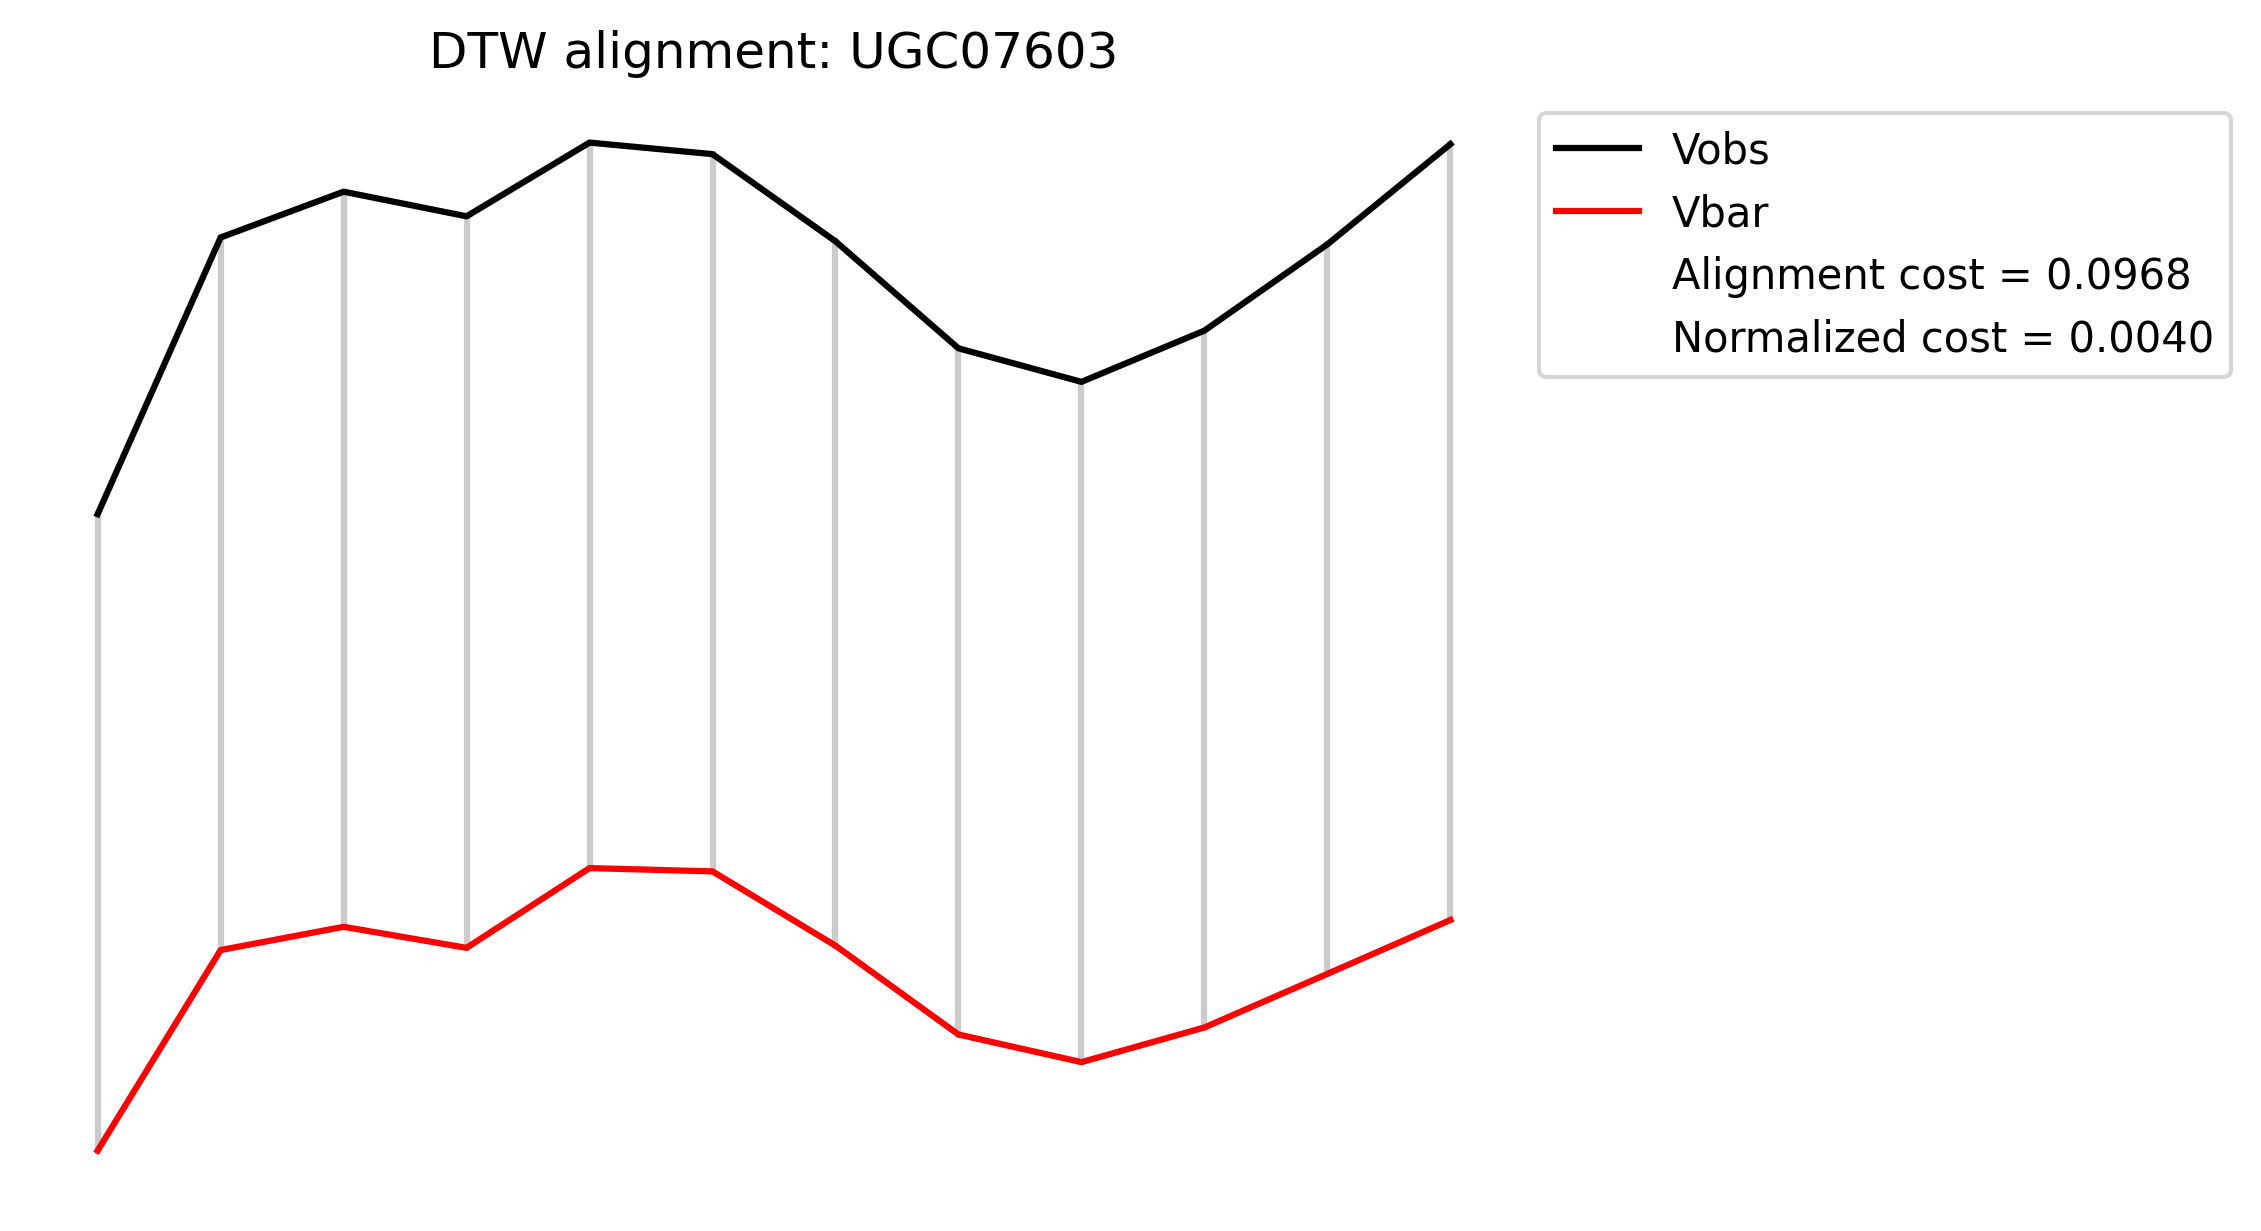 DTW alignment: UGC07603
Vobs
Vbar
Alignment cost = 0.0968
Normalized cost = 0.0040